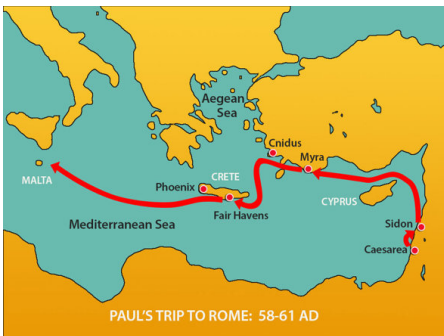 Aegean
Sea
Cnidus
Myra
CRETE
Phoenix
MALTA
CYPRUS
Fair Havens
Sidon
Mediterranean Sea
Caesarea
PAUL'S TRIP TO ROME: 58-61 AD